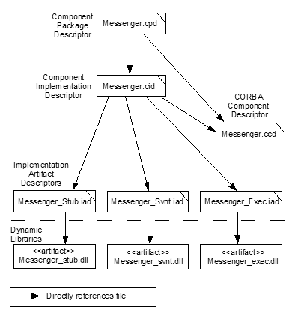 Component
Package
Descriptor
Messenger.cpd
Component
Implementation
Descriptor
Messenger.cid
CORBA
Component
Descriptor
Messenger.ccd
Implementation
Artifact
Descriptors
Messenger_Stub.iad
Messenger_Svnt.iad
Messenger_Exec.iad
Dynamic
Libraries
<<artifact>>
Messenger_stub.dll
<<artifact>>
Messenger_svnt.dll
<<artifact>>
Messenger_exec.dll
Directly references file